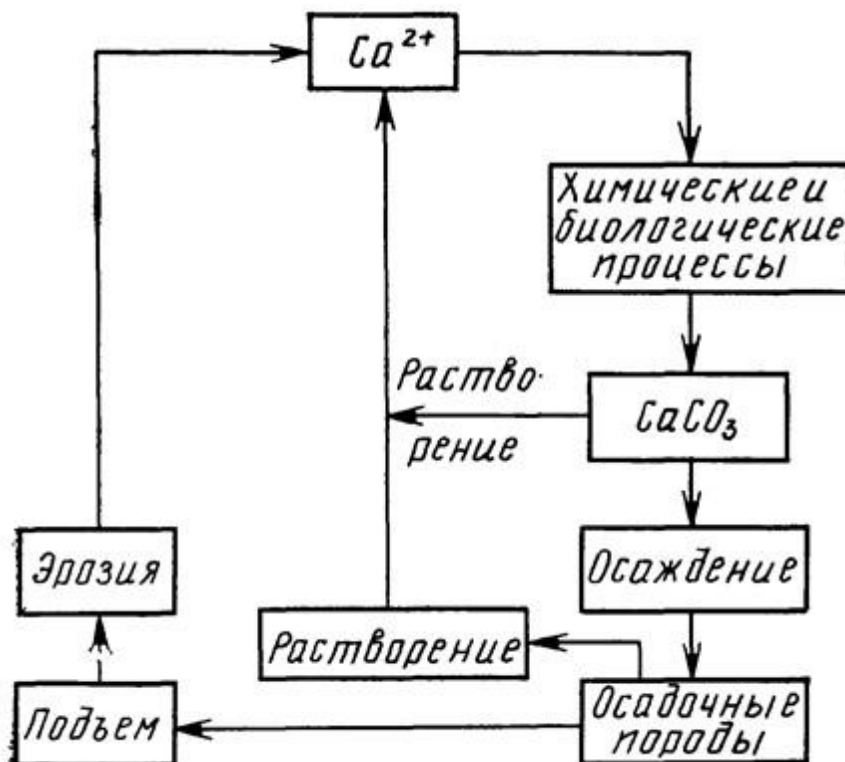 Ca²⁺
Химические и
биологические
процессы
Раство-
рение
CaCO₃
Эрозия
Осаждение
Растворение
Подъем
Осадочные
породы